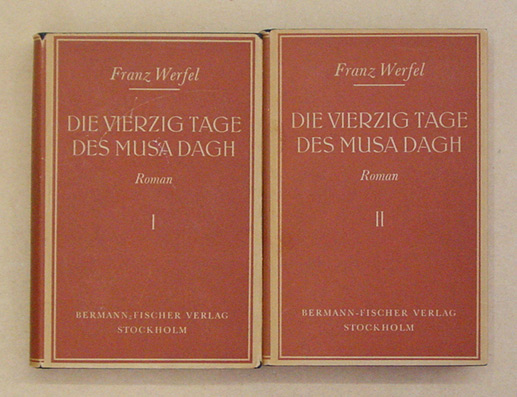 Franz Werfel
DIE VIERZIG TAGE
DES MUSA DAGH
Roman
I
BERMANN-FISCHER VERLAG
STOCKHOLM
Franz Werfel
DIE VIERZIG TAGE
DES MUSA DAGH
Roman
II
BERMANN-FISCHER VERLAG
STOCKHOLM